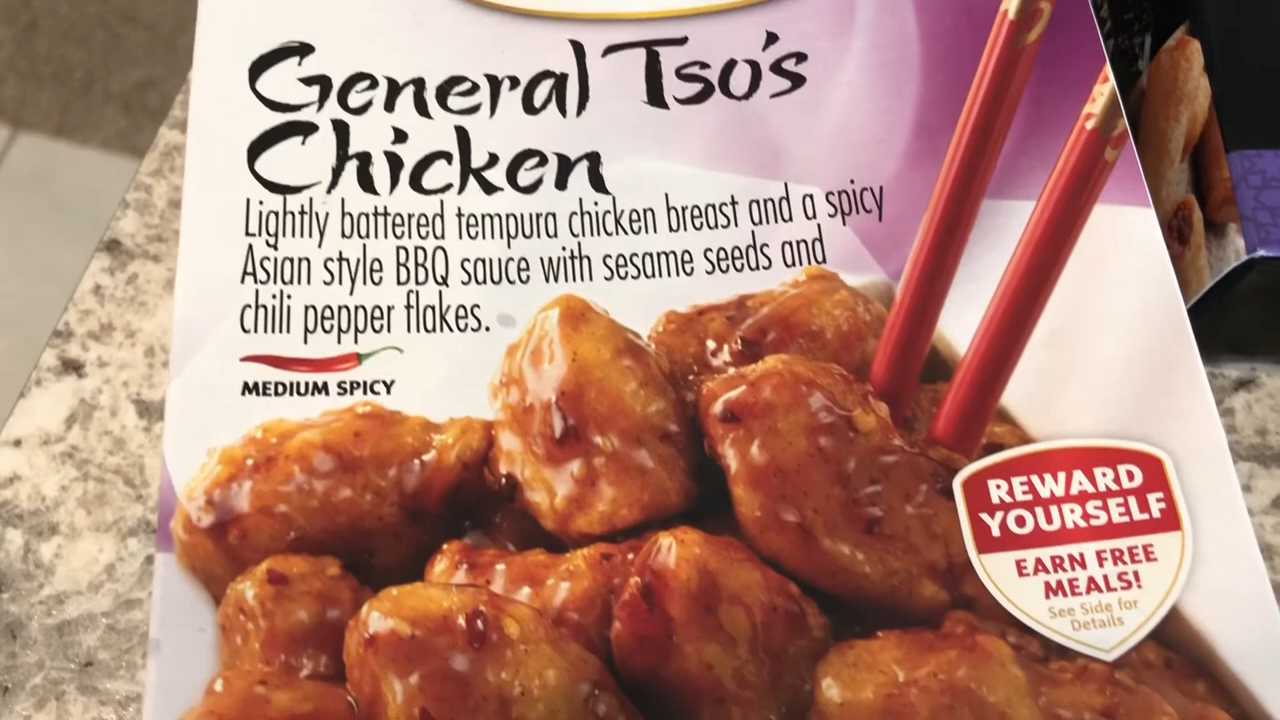 General Tso's
Chicken
Lightly battered tempura chicken breast and a spicy
Asian style BBQ sauce with sesame seeds and
chili pepper flakes.
MEDIUM SPICY
REWARD
YOURSELF
EARN FREE
MEALS!
See Side for
Details